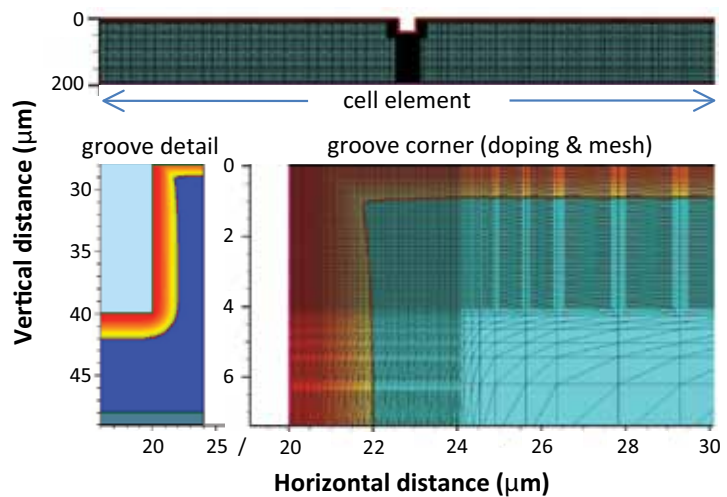 0
200
cell element
groove detail
groove corner (doping & mesh)
Vertical distance (μm)
30
35
40
45
0
2
4
6
20 25 / 20 22 24 26 28 30
Horizontal distance (μm)